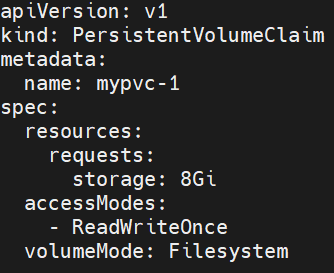 apiVersion: v1
kind: PersistentVolumeClaim
metadata:
  name: mypvc-1
spec:
  resources:
    requests:
      storage: 8Gi
  accessModes:
    - ReadWriteOnce
  volumeMode: Filesystem